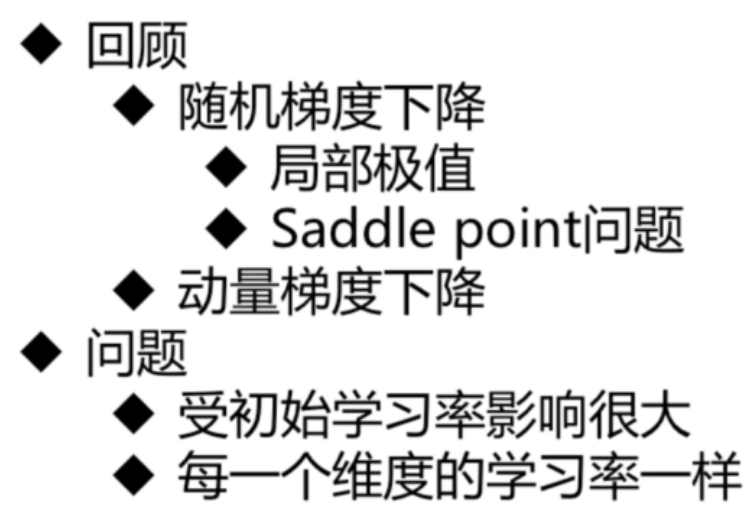 ◆ 回顾
◆ 随机梯度下降
◆ 局部极值
◆ Saddle point问题
◆ 动量梯度下降
◆ 问题
◆ 受初始学习率影响很大
◆ 每一个维度的学习率一样